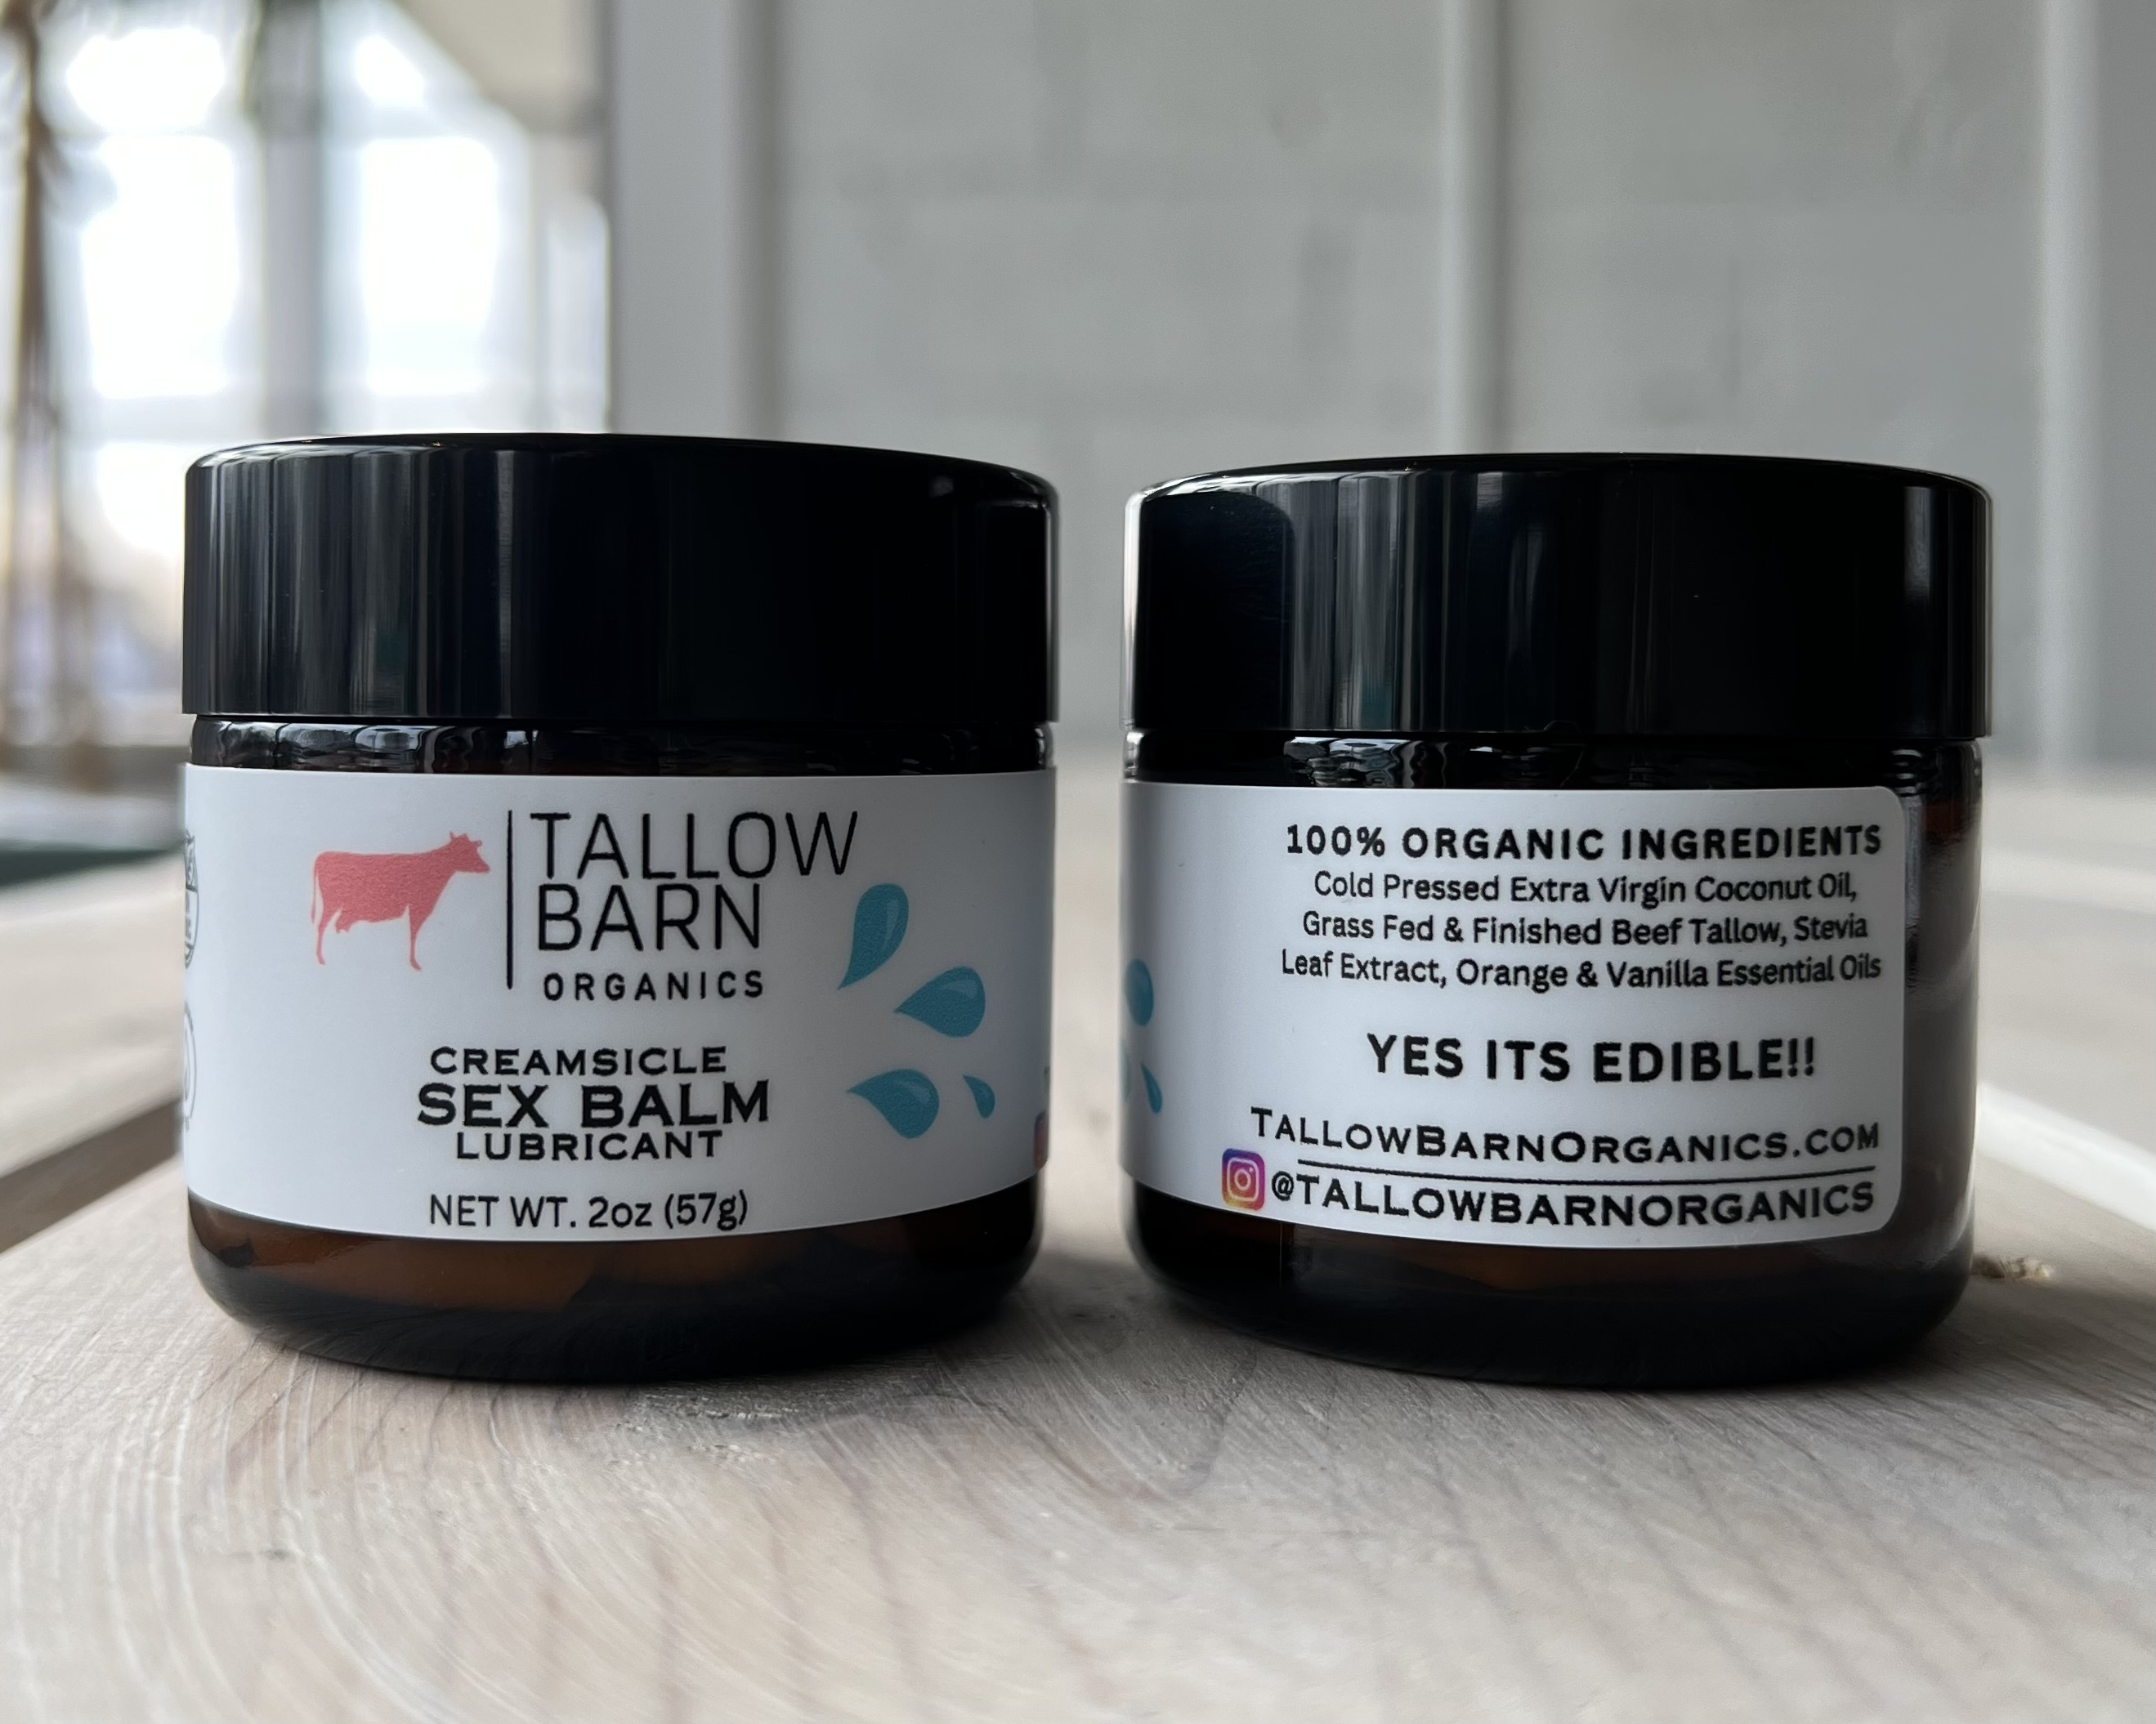 TALLOW
BARN
ORGANICS
CREAMSICLE
SEX BALM
LUBRICANT
NET WT. 2oz (57g)
100% ORGANIC INGREDIENTS
Cold Pressed Extra Virgin Coconut Oil,
Grass Fed & Finished Beef Tallow, Stevia
Leaf Extract, Orange & Vanilla Essential Oils
YES ITS EDIBLE!!
TALLOWBARNORGANICS.COM
@TALLOWBARNORGANICS